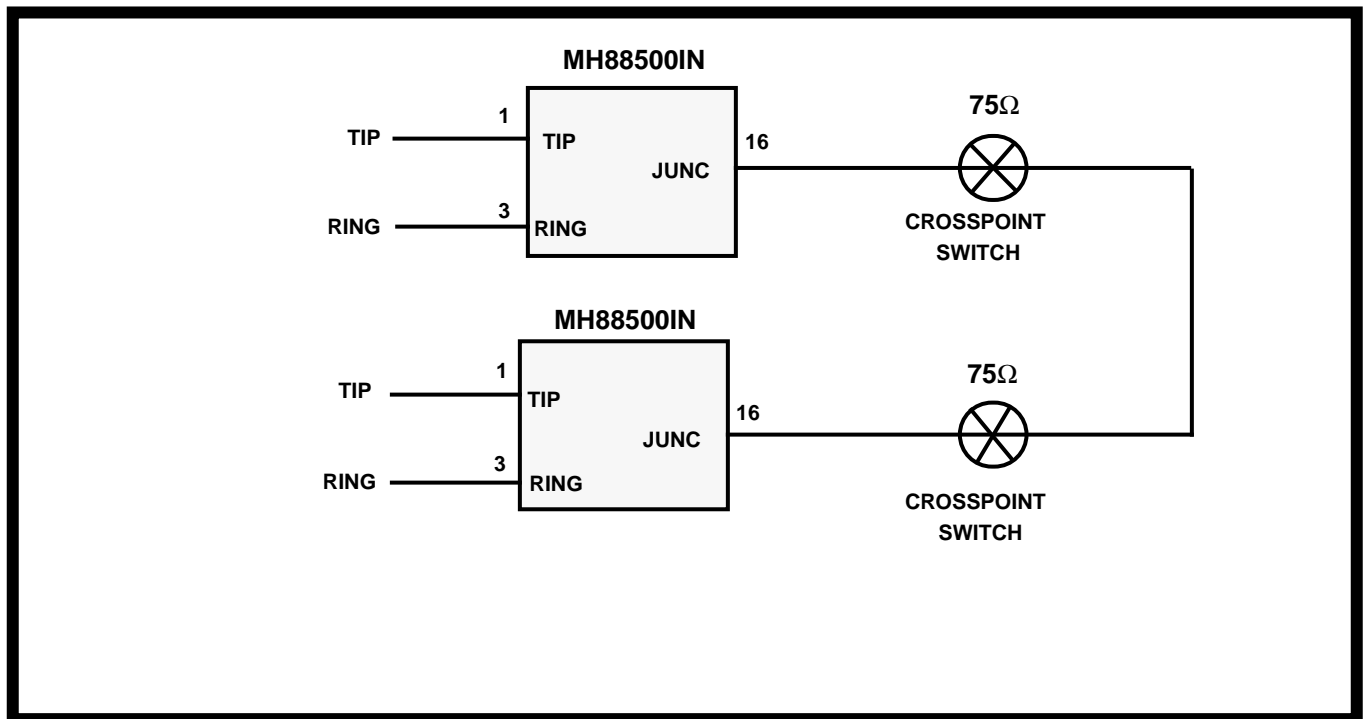 MH88500IN
75Ω
1
16
TIP
TIP
JUNC
3
CROSSPOINT
SWITCH
RING
RING
MH88500IN
75Ω
1
TIP
TIP
16
JUNC
3
RING
RING
CROSSPOINT
SWITCH